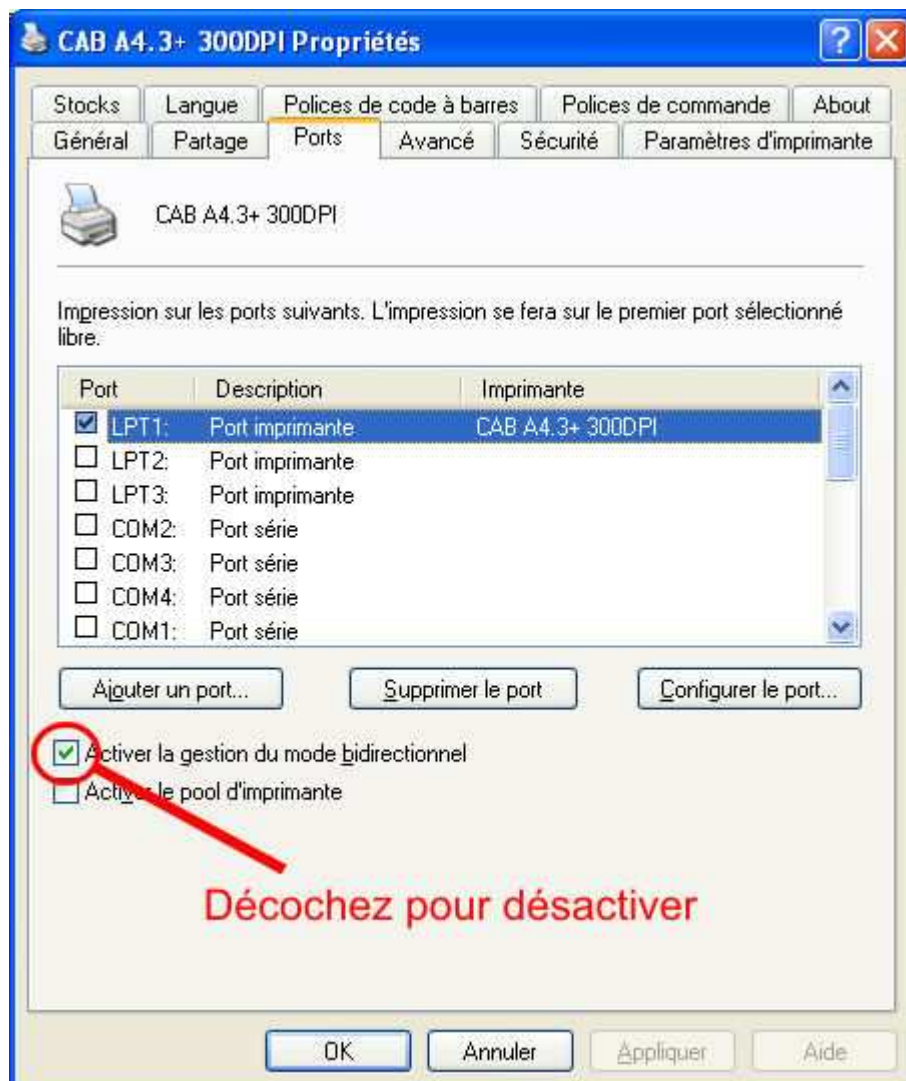 CAB A4.3+ 300DPI Propriétés
Stocks Langue Polices de code à barres Polices de commande About
Général Partage Ports Avancé Sécurité Paramètres d'imprimante
CAB A4.3+ 300DPI
Impression sur les ports suivants. L'impression se fera sur le premier port sélectionné
libre.
Port Description Imprimante
LPT1: Port imprimante CAB A4.3+ 300DPI
LPT2: Port imprimante
LPT3: Port imprimante
COM2: Port série
COM3: Port série
COM4: Port série
COM1: Port série
Ajouter un port... Supprimer le port Configurer le port...
Activer la gestion du mode bidirectionnel
Activer le pool d'imprimante
Décochez pour désactiver
OK Annuler Appliquer Aide